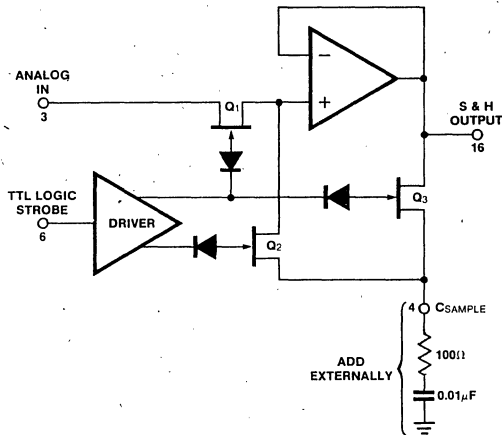 ANALOG
IN
3
Q1
−
+
S & H
OUTPUT
16
TTL LOGIC
STROBE
6
DRIVER
Q2
Q3
4 CSAMPLE
ADD
EXTERNALLY
100Ω
0.01μF